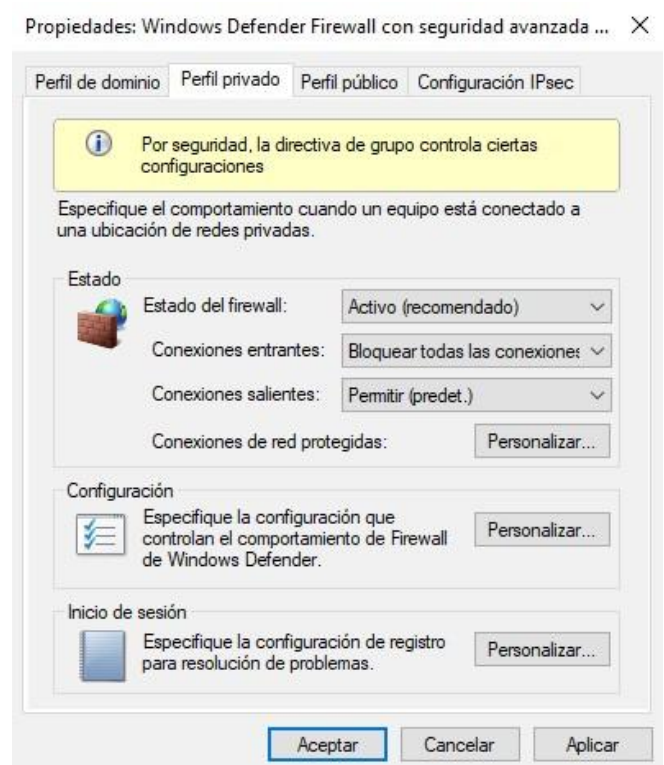 Propiedades: Windows Defender Firewall con seguridad avanzada ...
Perfil de dominio Perfil privado Perfil público Configuración IPsec
Por seguridad, la directiva de grupo controla ciertas
configuraciones
Especifique el comportamiento cuando un equipo está conectado a
una ubicación de redes privadas.
Estado
Estado del firewall: Activo (recomendado)
Conexiones entrantes: Bloquear todas las conexiones
Conexiones salientes: Permitir (predet.)
Conexiones de red protegidas: Personalizar...
Configuración
Especifique la configuración que
controlan el comportamiento de Firewall
de Windows Defender.
Personalizar...
Inicio de sesión
Especifique la configuración de registro
para resolución de problemas.
Personalizar...
Aceptar Cancelar Aplicar